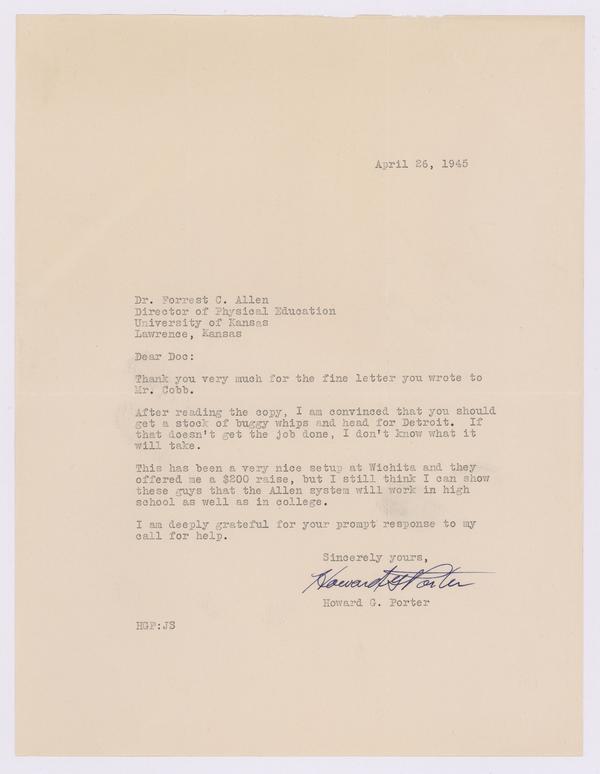 April 26, 1945
Dr. Forrest C. Allen
Director of Physical Education
University of Kansas
Lawrence, Kansas
Dear Doc:
Thank you very much for the fine letter you wrote to
Mr. Cobb.
After reading the copy, I am convinced that you should
get a stock of buggy whips and head for Detroit.  If
that doesn't get the job done, I don't know what it
will take.
This has been a very nice setup at Wichita and they
offered me a $200 raise, but I still think I can show
these guys that the Allen system will work in high
school as well as in college.
I am deeply grateful for your prompt response to my
call for help.
Sincerely yours,
Howard G Porter
Howard G. Porter
HGP:JS